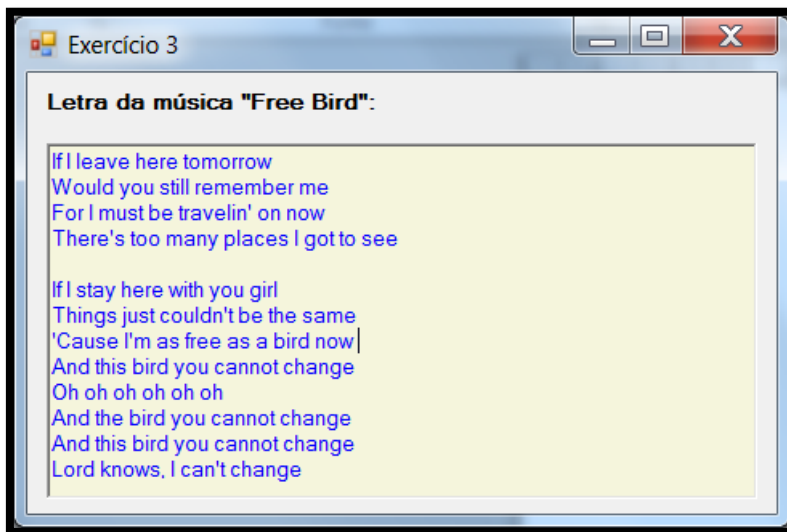 Exercício 3
Letra da música "Free Bird":
If I leave here tomorrow
Would you still remember me
For I must be travelin' on now
There's too many places I got to see

If I stay here with you girl
Things just couldn't be the same
'Cause I'm as free as a bird now
And this bird you cannot change
Oh oh oh oh oh oh
And the bird you cannot change
And this bird you cannot change
Lord knows, I can't change